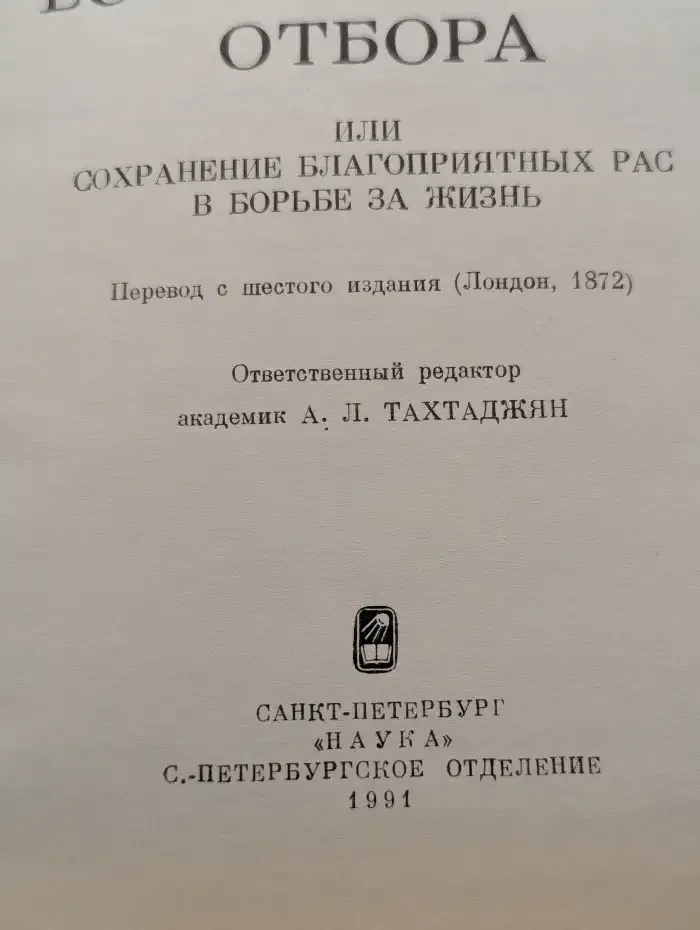 ОТБОРА
ИЛИ
СОХРАНЕНИЕ БЛАГОПРИЯТНЫХ РАС
В БОРЬБЕ ЗА ЖИЗНЬ
Перевод с шестого издания (Лондон, 1872)
Ответственный редактор
академик А. Л. ТАХТАДЖЯН
САНКТ-ПЕТЕРБУРГ
«НАУКА»
С.-ПЕТЕРБУРГСКОЕ ОТДЕЛЕНИЕ
1991